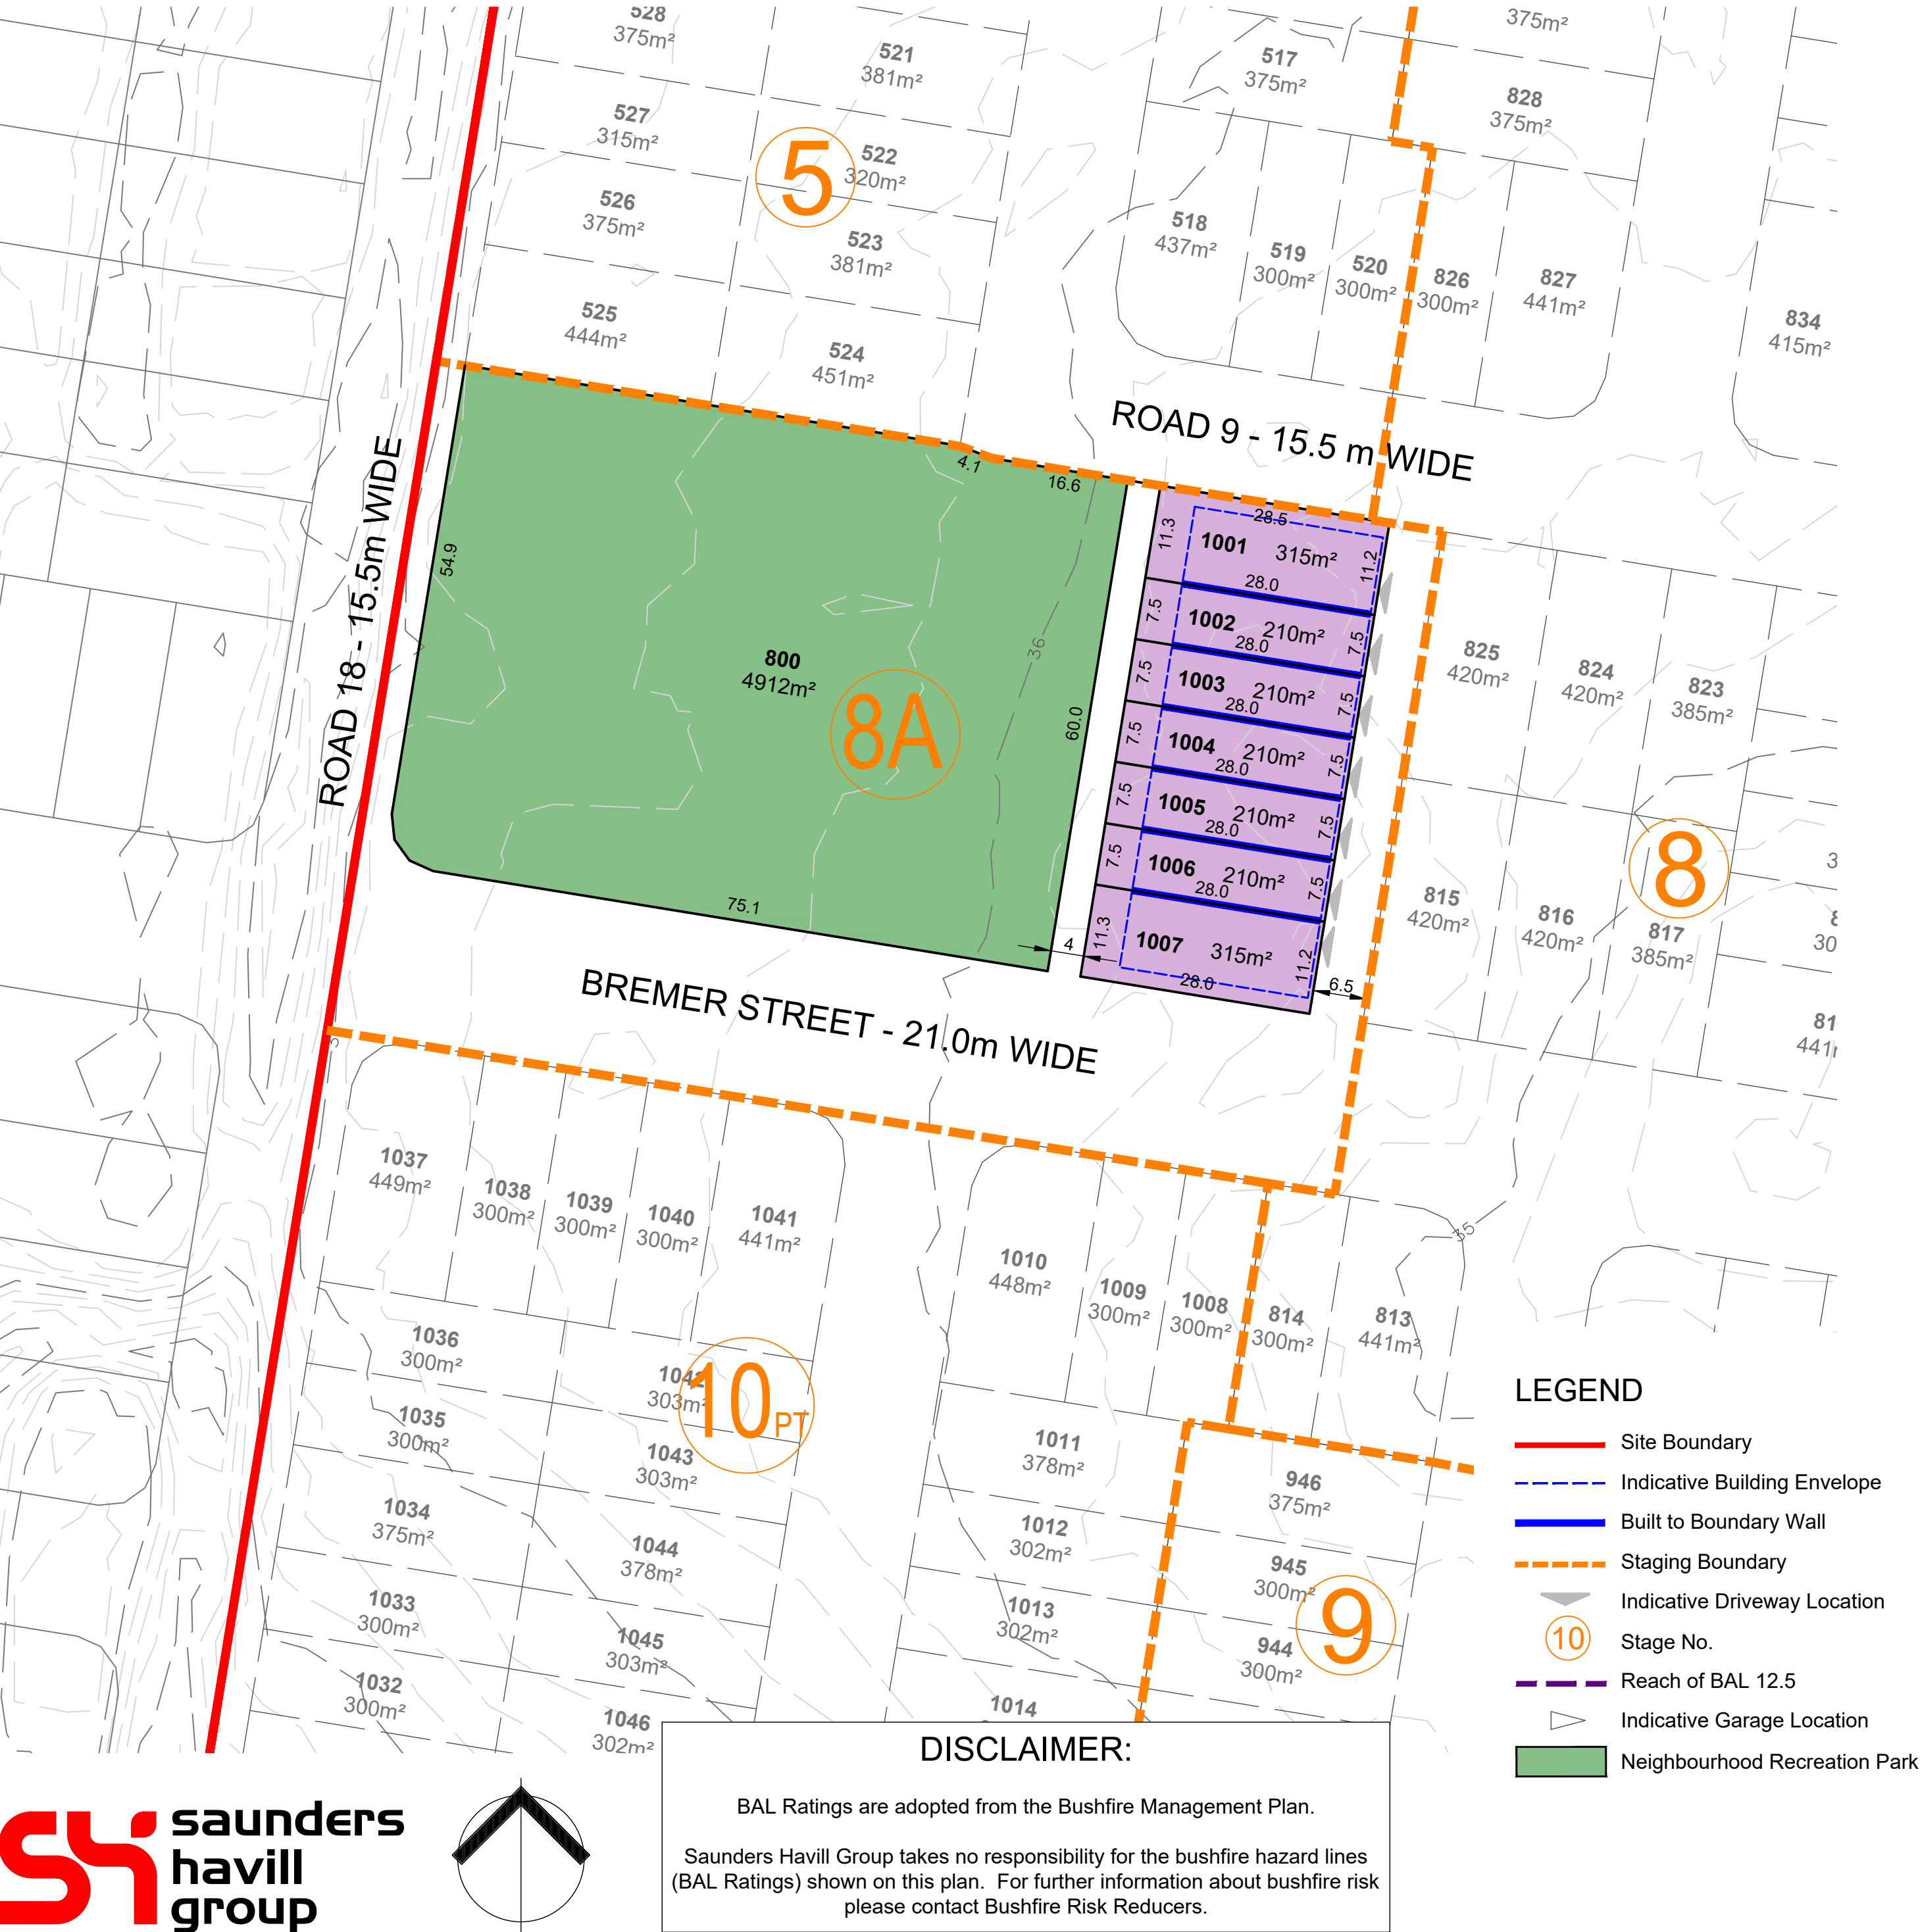 528
375m²
521
381m²
517
375m²
375m²
828
375m²
527
315m²
5
522
320m²
526
375m²
523
381m²
518
437m²
519
300m²
520
300m²
826
300m²
827
441m²
834
415m²
525
444m²
524
451m²
ROAD 9 - 15.5 m WIDE
ROAD 18 - 15.5m WIDE
4.1
16.6
54.9
800
4912m²
8A
36
60.0
75.1
28.5
11.3
1001 315m²
11.2
28.0
7.5
1002 210m²
7.5
28.0
7.5
1003 210m²
7.5
28.0
7.5
1004 210m²
7.5
28.0
7.5
1005 210m²
7.5
28.0
7.5
1006 210m²
7.5
28.0
11.3
1007 315m²
11.2
28.0
4
6.5
825
420m²
824
420m²
823
385m²
8
815
420m²
816
420m²
817
385m²
3
8
30
81
441
BREMER STREET - 21.0m WIDE
1037
449m²
1038
300m²
1039
300m²
1040
300m²
1041
441m²
1010
448m²
1009
300m²
1008
300m²
814
300m²
813
441m²
35
1036
300m²
1042
303m²
10PT
1035
300m²
1043
303m²
1011
378m²
946
375m²
1034
375m²
1044
378m²
1012
302m²
945
300m²
9
1033
300m²
1045
303m²
1013
302m²
944
300m²
1032
300m²
1046
302m²
1014
LEGEND
Site Boundary
Indicative Building Envelope
Built to Boundary Wall
Staging Boundary
Indicative Driveway Location
10 Stage No.
Reach of BAL 12.5
Indicative Garage Location
Neighbourhood Recreation Park
DISCLAIMER:
BAL Ratings are adopted from the Bushfire Management Plan.
Saunders Havill Group takes no responsibility for the bushfire hazard lines
(BAL Ratings) shown on this plan. For further information about bushfire risk
please contact Bushfire Risk Reducers.
saunders
havill
group